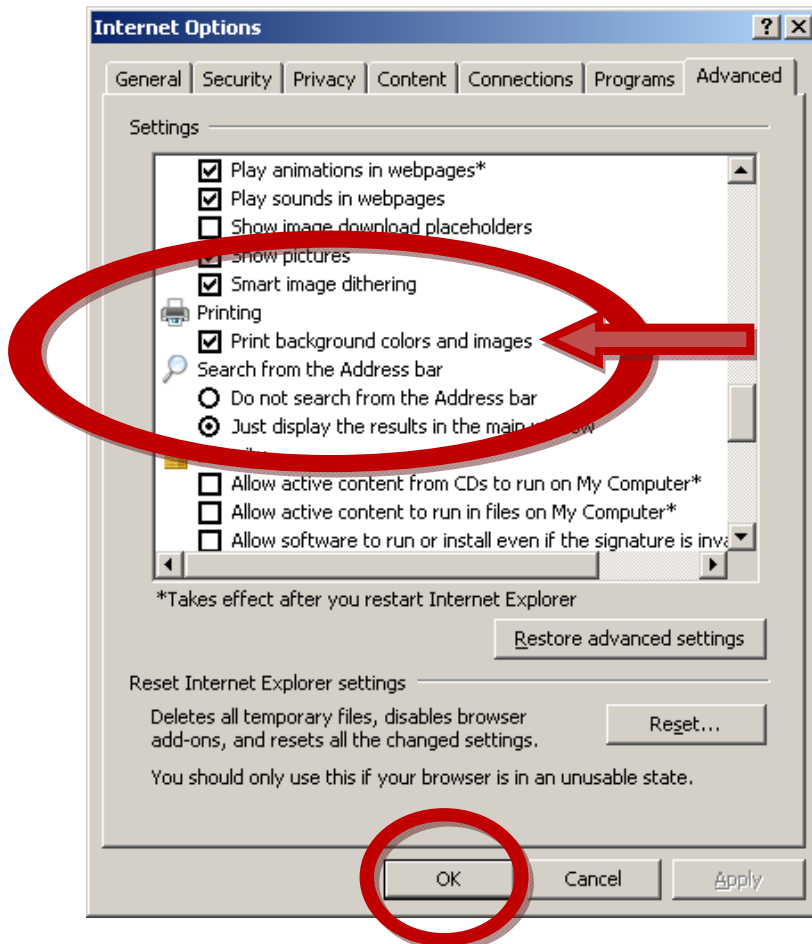 Internet Options
General Security Privacy Content Connections Programs Advanced
Settings
Play animations in webpages*
Play sounds in webpages
Show image download placeholders
Show pictures
Smart image dithering
Printing
Print background colors and images
Search from the Address bar
Do not search from the Address bar
Just display the results in the main window
Allow active content from CDs to run on My Computer*
Allow active content to run in files on My Computer*
Allow software to run or install even if the signature is inva
*Takes effect after you restart Internet Explorer
Restore advanced settings
Reset Internet Explorer settings
Deletes all temporary files, disables browser
add-ons, and resets all the changed settings.
Reset...
You should only use this if your browser is in an unusable state.
OK Cancel Apply